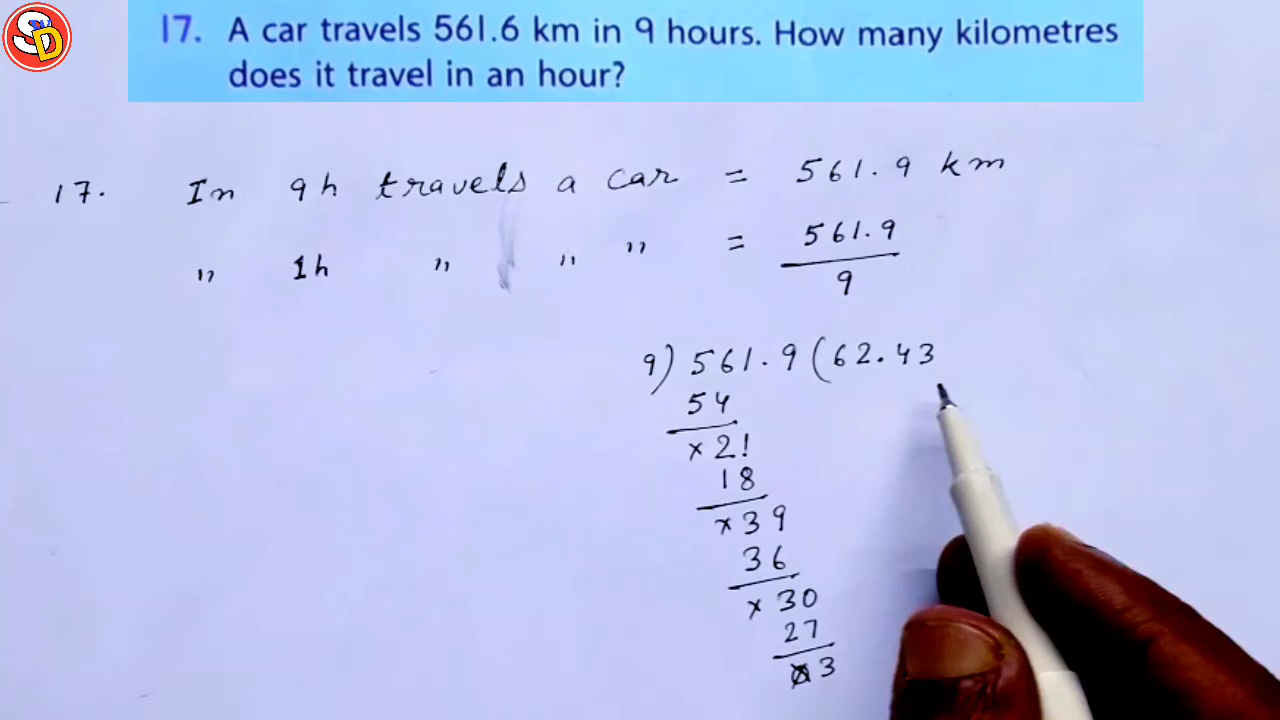 SD
17. A car travels 561.6 km in 9 hours. How many kilometres
does it travel in an hour?
17. In 9h travels a car = 561.9 km
" 1h " " " = 561.9
9
9) 561.9 (62.43
54
×21
18
×39
36
×30
27
3